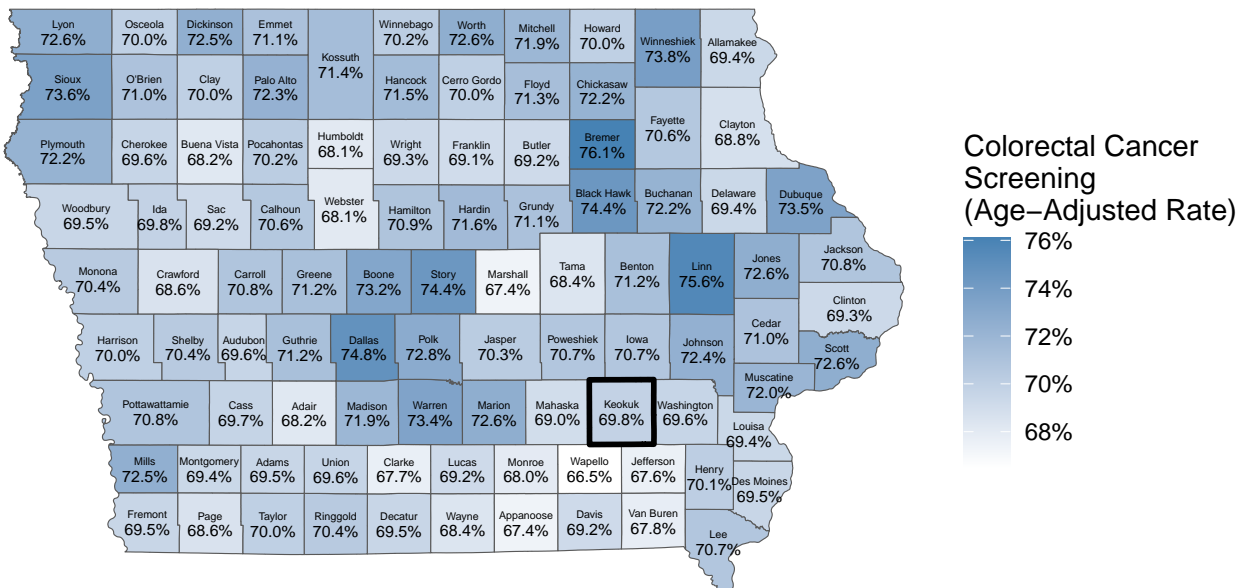 Lyon
72.6%
Osceola
70.0%
Dickinson
72.5%
Emmet
71.1%
Kossuth
71.4%
Winnebago
70.2%
Worth
72.6%
Mitchell
71.9%
Howard
70.0%
Winneshiek
73.8%
Allamakee
69.4%
Sioux
73.6%
O'Brien
71.0%
Clay
70.0%
Palo Alto
72.3%
Hancock
71.5%
Cerro Gordo
70.0%
Floyd
71.3%
Chickasaw
72.2%
Fayette
70.6%
Clayton
68.8%
Plymouth
72.2%
Cherokee
69.6%
Buena Vista
68.2%
Pocahontas
70.2%
Humboldt
68.1%
Wright
69.3%
Franklin
69.1%
Butler
69.2%
Bremer
76.1%
Woodbury
69.5%
Ida
69.8%
Sac
69.2%
Calhoun
70.6%
Webster
68.1%
Hamilton
70.9%
Hardin
71.6%
Grundy
71.1%
Black Hawk
74.4%
Buchanan
72.2%
Delaware
69.4%
Dubuque
73.5%
Monona
70.4%
Crawford
68.6%
Carroll
70.8%
Greene
71.2%
Boone
73.2%
Story
74.4%
Marshall
67.4%
Tama
68.4%
Benton
71.2%
Linn
75.6%
Jones
72.6%
Jackson
70.8%
Clinton
69.3%
Harrison
70.0%
Shelby
70.4%
Audubon
69.6%
Guthrie
71.2%
Dallas
74.8%
Polk
72.8%
Jasper
70.3%
Poweshiek
70.7%
Iowa
70.7%
Johnson
72.4%
Cedar
71.0%
Scott
72.6%
Muscatine
72.0%
Pottawattamie
70.8%
Cass
69.7%
Adair
68.2%
Madison
71.9%
Warren
73.4%
Marion
72.6%
Mahaska
69.0%
Keokuk
69.8%
Washington
69.6%
Louisa
69.4%
Mills
72.5%
Montgomery
69.4%
Adams
69.5%
Union
69.6%
Clarke
67.7%
Lucas
69.2%
Monroe
68.0%
Wapello
66.5%
Jefferson
67.6%
Henry
70.1%
Des Moines
69.5%
Fremont
69.5%
Page
68.6%
Taylor
70.0%
Ringgold
70.4%
Decatur
69.5%
Wayne
68.4%
Appanoose
67.4%
Davis
69.2%
Van Buren
67.8%
Lee
70.7%
Colorectal Cancer
Screening
(Age−Adjusted Rate)
76%
74%
72%
70%
68%